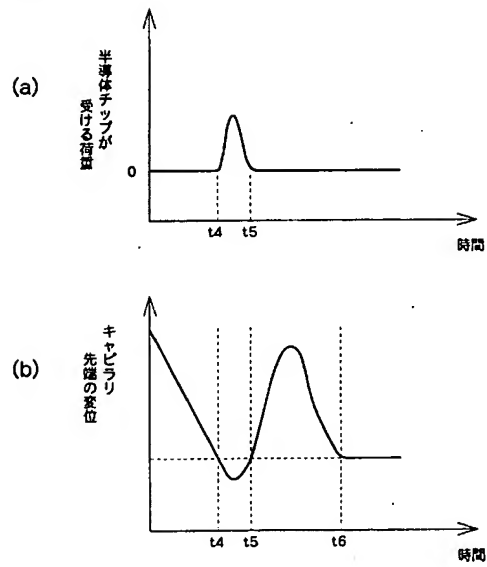 (a)
半導体チップが
受ける荷重
0
t4
t5
時間
(b)
キャピラリ
先端の変位
t4
t5
t6
時間